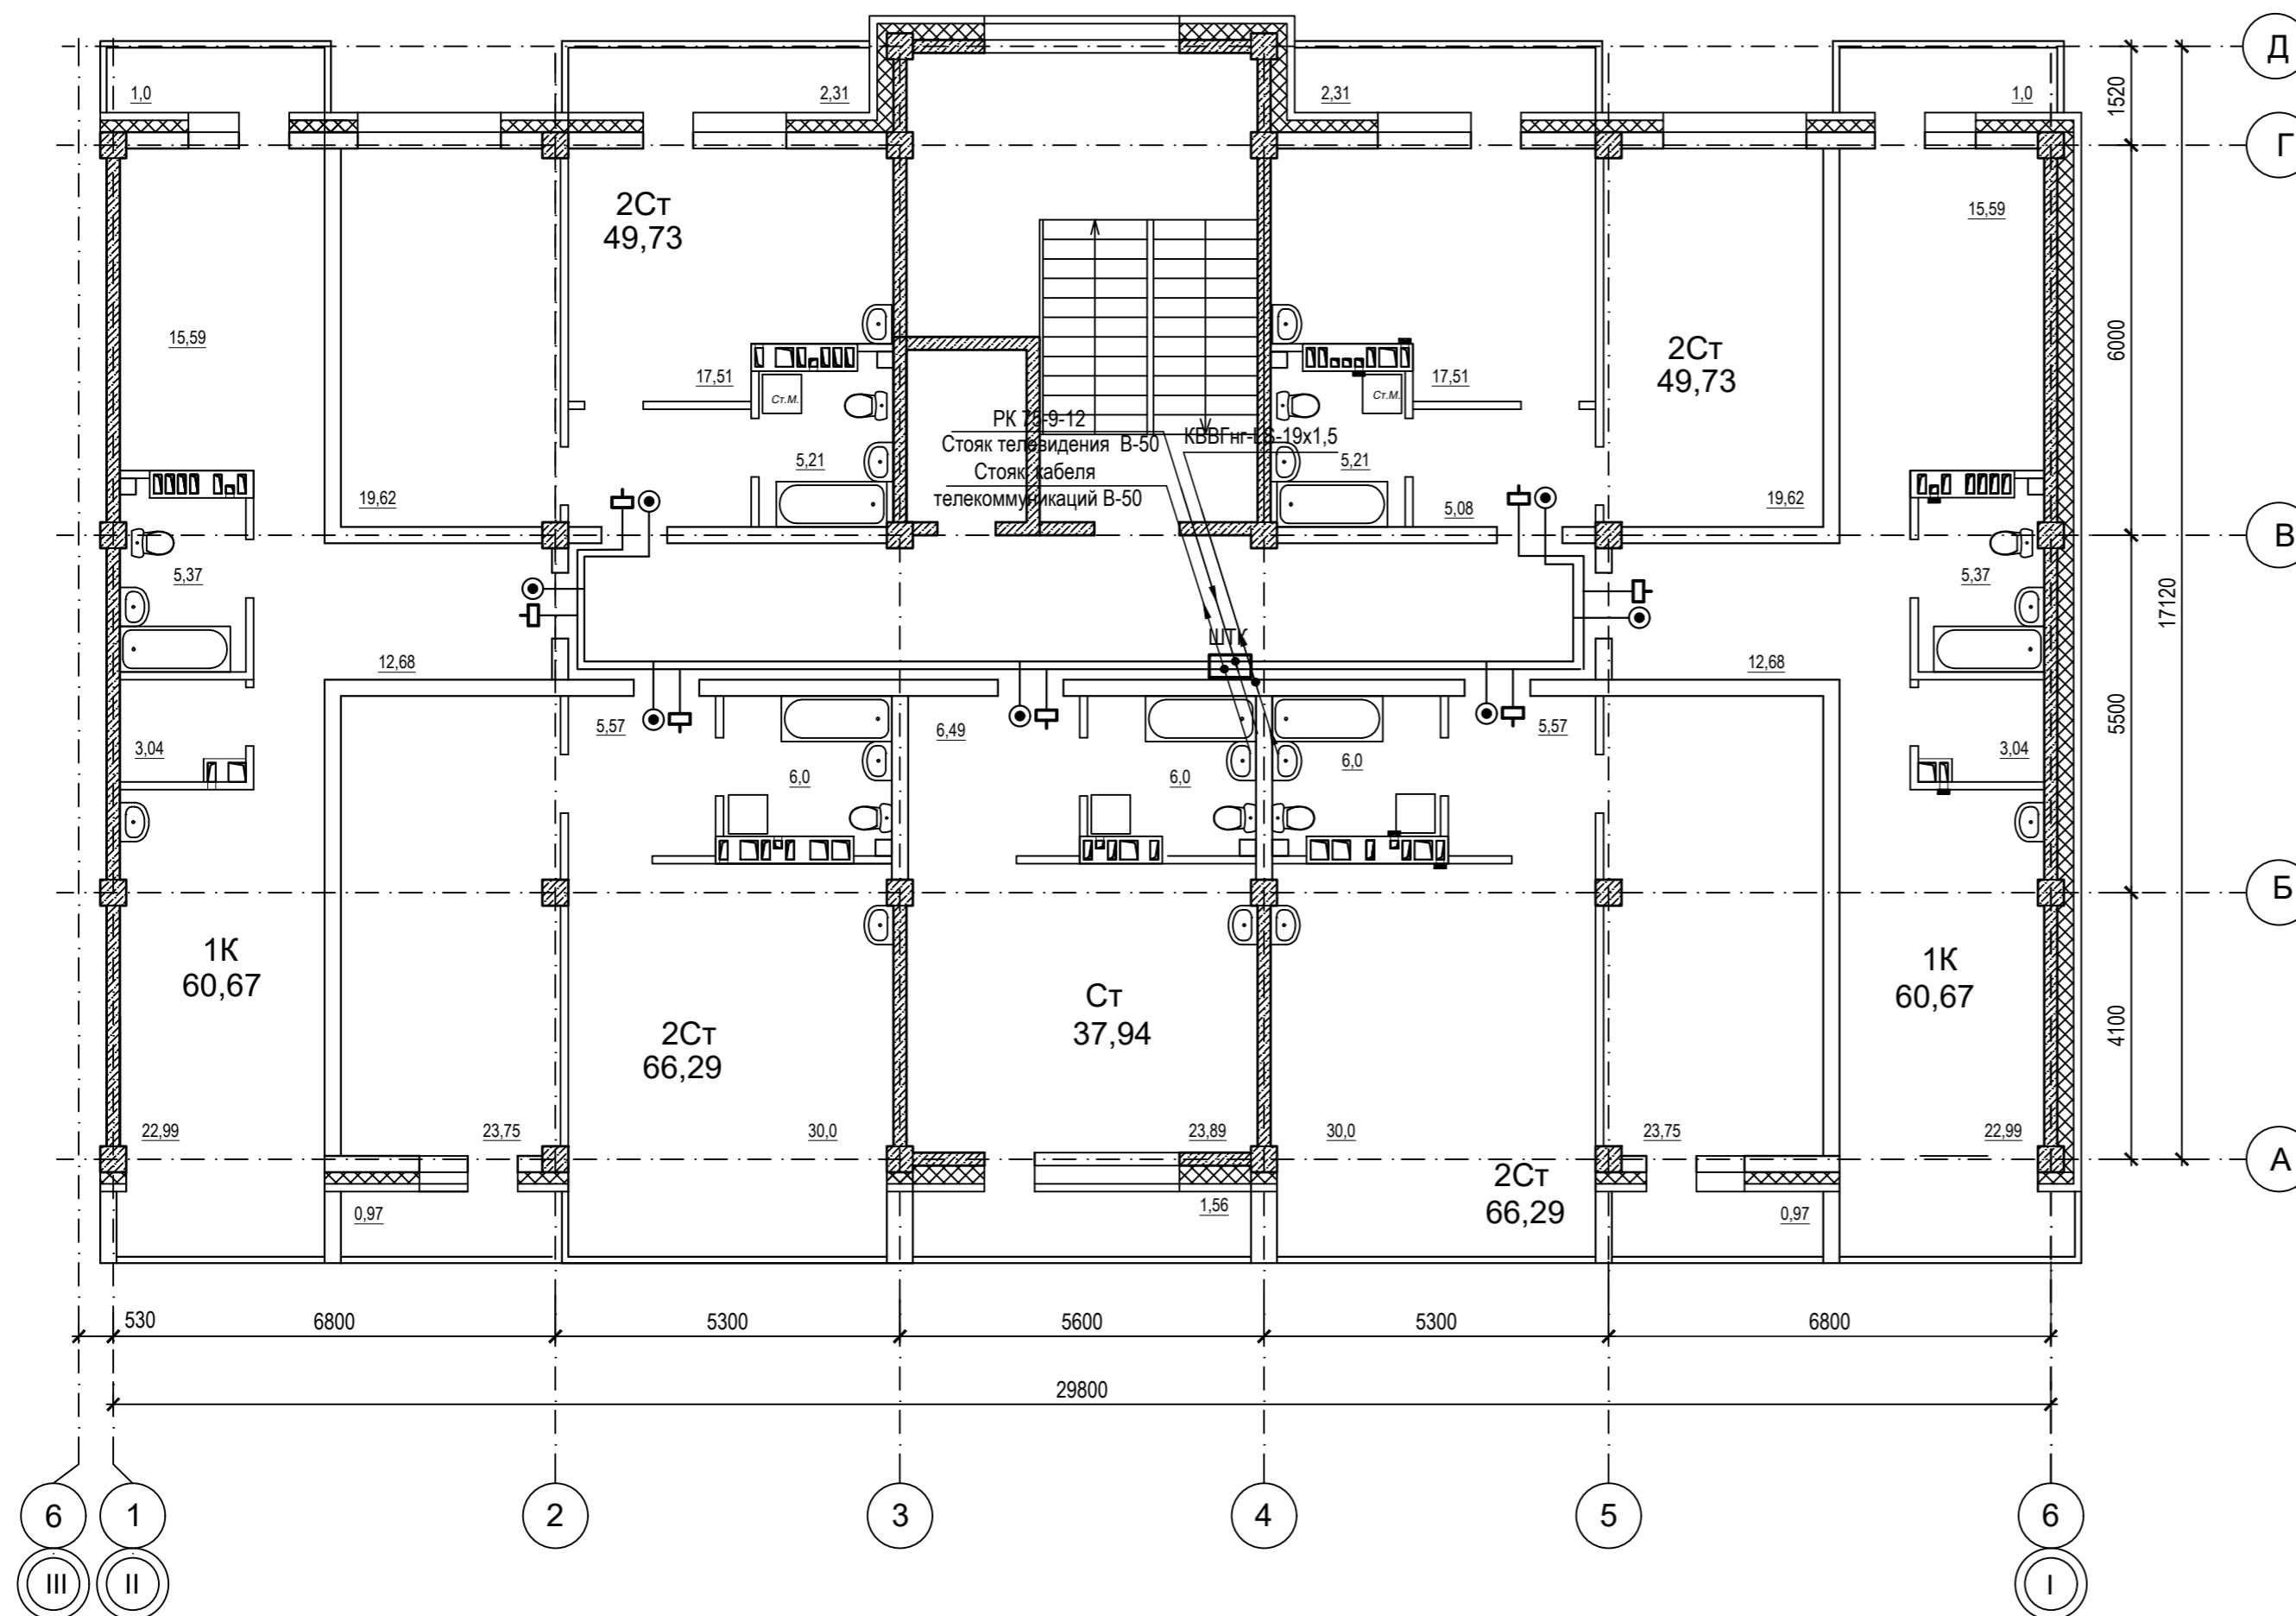 Д
1,0
2,31
2,31
1,0
1520
Г
2Ст
49,73
15,59
15,59
2Ст
49,73
6000
17,51
Ст.М.
17,51
Ст.М.
РК 75-9-12
Стояк телевидения В-50
Стояк кабеля
телекоммуникаций В-50
КВВГнг-LS-19х1,5
5,21
5,21
19,62
5,08
19,62
В
5,37
5,37
17120
ШТК
12,68
12,68
5500
3,04
5,57
6,49
5,57
3,04
6,0
6,0
6,0
Б
1К
60,67
2Ст
66,29
Ст
37,94
1К
60,67
4100
22,99
23,75
30,0
23,89
30,0
23,75
22,99
А
2Ст
66,29
0,97
1,56
0,97
530
6800
5300
5600
5300
6800
29800
6
1
2
3
4
5
6
III
II
I